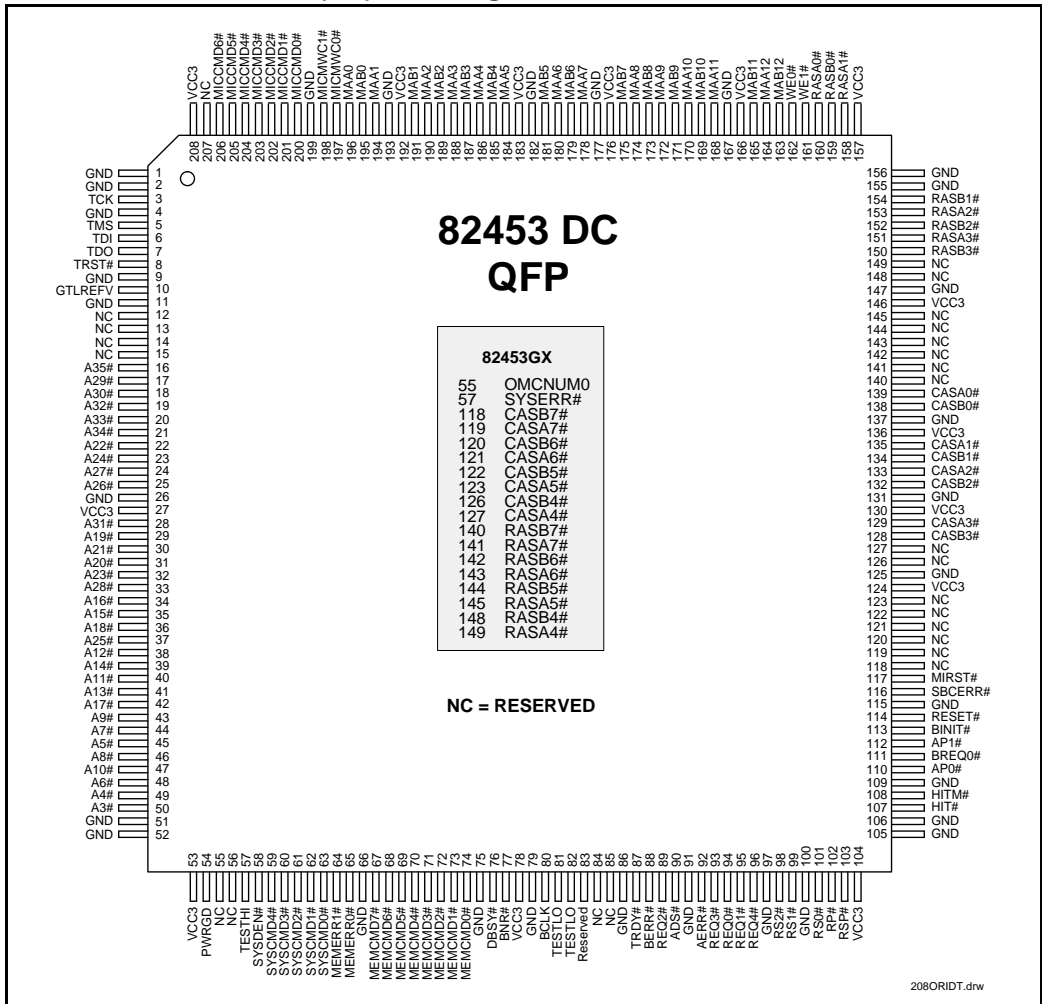 VCC3 208
NC 207
MICCMD6# 206
MICCMD5# 205
MICCMD4# 204
MICCMD3# 203
MICCMD2# 202
MICCMD1# 201
MICCMD0# 200
GND 199
MICMWC1# 198
MICMWC0# 197
MAA0 196
MAB0 195
MAA1 194
GND 193
VCC3 192
MAB1 191
MAA2 190
MAB2 189
MAA3 188
MAB3 187
MAA4 186
MAB4 185
MAA5 184
VCC3 183
GND 182
MAB5 181
MAA6 180
MAB6 179
MAA7 178
GND 177
VCC3 176
MAB7 175
MAA8 174
MAB8 173
MAA9 172
MAB9 171
MAA10 170
MAB10 169
MAA11 168
GND 167
VCC3 166
MAB11 165
MAA12 164
MAB12 163
WE0# 162
WE1# 161
RASA0# 160
RASB0# 159
RASA1# 158
VCC3 157
GND 1
GND 2
TCK 3
GND 4
TMS 5
TDI 6
TDO 7
TRST# 8
GND 9
GTLREFV 10
GND 11
NC 12
NC 13
NC 14
NC 15
A35# 16
A29# 17
A30# 18
A32# 19
A33# 20
A34# 21
A22# 22
A24# 23
A27# 24
A26# 25
GND 26
VCC3 27
A31# 28
A19# 29
A21# 30
A20# 31
A23# 32
A28# 33
A16# 34
A15# 35
A18# 36
A25# 37
A12# 38
A14# 39
A11# 40
A13# 41
A17# 42
A9# 43
A7# 44
A5# 45
A8# 46
A10# 47
A6# 48
A4# 49
A3# 50
GND 51
GND 52
82453 DC
QFP
82453GX
55 OMCNUM0
57 SYSERR#
118 CASB7#
119 CASA7#
120 CASB6#
121 CASA6#
122 CASB5#
123 CASA5#
126 CASB4#
127 CASA4#
140 RASB7#
141 RASA7#
142 RASB6#
143 RASA6#
144 RASB5#
145 RASA5#
148 RASB4#
149 RASA4#
NC = RESERVED
156 GND
155 GND
154 RASB1#
153 RASA2#
152 RASB2#
151 RASA3#
150 RASB3#
149 NC
148 NC
147 GND
146 VCC3
145 NC
144 NC
143 NC
142 NC
141 NC
140 NC
139 CASA0#
138 CASB0#
137 GND
136 VCC3
135 CASA1#
134 CASB1#
133 CASA2#
132 CASB2#
131 GND
130 VCC3
129 CASA3#
128 CASB3#
127 NC
126 NC
125 GND
124 VCC3
123 NC
122 NC
121 NC
120 NC
119 NC
118 NC
117 MIRST#
116 SBCERR#
115 GND
114 RESET#
113 BINIT#
112 AP1#
111 BREQ0#
110 AP0#
109 GND
108 HITM#
107 HIT#
106 GND
105 GND
53 VCC3
54 PWRGD
55 NC
56 NC
57 TESTHI
58 SYSDEN#
59 SYSCMD4#
60 SYSCMD3#
61 SYSCMD2#
62 SYSCMD1#
63 SYSCMD0#
64 MEMERR1#
65 MEMERR0#
66 GND
67 MEMCMD7#
68 MEMCMD6#
69 MEMCMD5#
70 MEMCMD4#
71 MEMCMD3#
72 MEMCMD2#
73 MEMCMD1#
74 MEMCMD0#
75 GND
76 DBSY#
77 BNR#
78 VCC3
79 GND
80 BCLK
81 TESTLO
82 TESTLO
83 Reserved
84 NC
85 NC
86 GND
87 TRDY#
88 BERR#
89 REQ2#
90 ADS#
91 GND
92 AERR#
93 REQ3#
94 REQ0#
95 REQ1#
96 REQ4#
97 GND
98 RS2#
99 RS1#
100 GND
101 RS0#
102 RP#
103 RSP#
104 VCC3
208ORIDT.drw